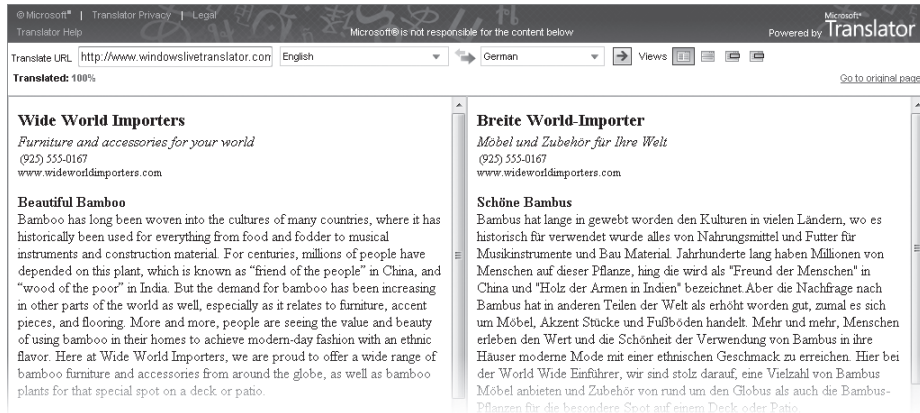 © Microsoft® | Translator Privacy | Legal
Translator Help
Microsoft® is not responsible for the content below
Powered by Microsoft® Translator
Translate URL http://www.windowslivetranslator.con English German Views
Translated: 100%
Go to original page
Wide World Importers
Furniture and accessories for your world
(925) 555-0167
www.wideworldimporters.com
Beautiful Bamboo
Bamboo has long been woven into the cultures of many countries, where it has
historically been used for everything from food and fodder to musical
instruments and construction material. For centuries, millions of people have
depended on this plant, which is known as “friend of the people” in China, and
“wood of the poor” in India. But the demand for bamboo has been increasing
in other parts of the world as well, especially as it relates to furniture, accent
pieces, and flooring. More and more, people are seeing the value and beauty
of using bamboo in their homes to achieve modern-day fashion with an ethnic
flavor. Here at Wide World Importers, we are proud to offer a wide range of
bamboo furniture and accessories from around the globe, as well as bamboo
plants for that special spot on a deck or patio.
Breite World-Importer
Möbel und Zubehör für Ihre Welt
(925) 555-0167
www.wideworldimporters.com
Schöne Bambus
Bambus hat lange in gewebt worden den Kulturen in vielen Ländern, wo es
historisch für verwendet wurde alles von Nahrungsmittel und Futter für
Musikinstrumente und Bau Material. Jahrhunderte lang haben Millionen von
Menschen auf dieser Pflanze, hing die wird als "Freund der Menschen" in
China und "Holz der Armen in Indien" bezeichnet.Aber die Nachfrage nach
Bambus hat in anderen Teilen der Welt als erhöht worden gut, zumal es sich
um Möbel, Akzent Stücke und Fußböden handelt. Mehr und mehr, Menschen
erleben den Wert und die Schönheit der Verwendung von Bambus in ihre
Häuser moderne Mode mit einer ethnischen Geschmack zu erreichen. Hier bei
der World Wide Einführer, wir sind stolz darauf, eine Vielzahl von Bambus
Möbel anbieten und Zubehör von rund um den Globus als auch die Bambus-
Pflanzen für die besondere Spot auf einem Deck oder Patio.